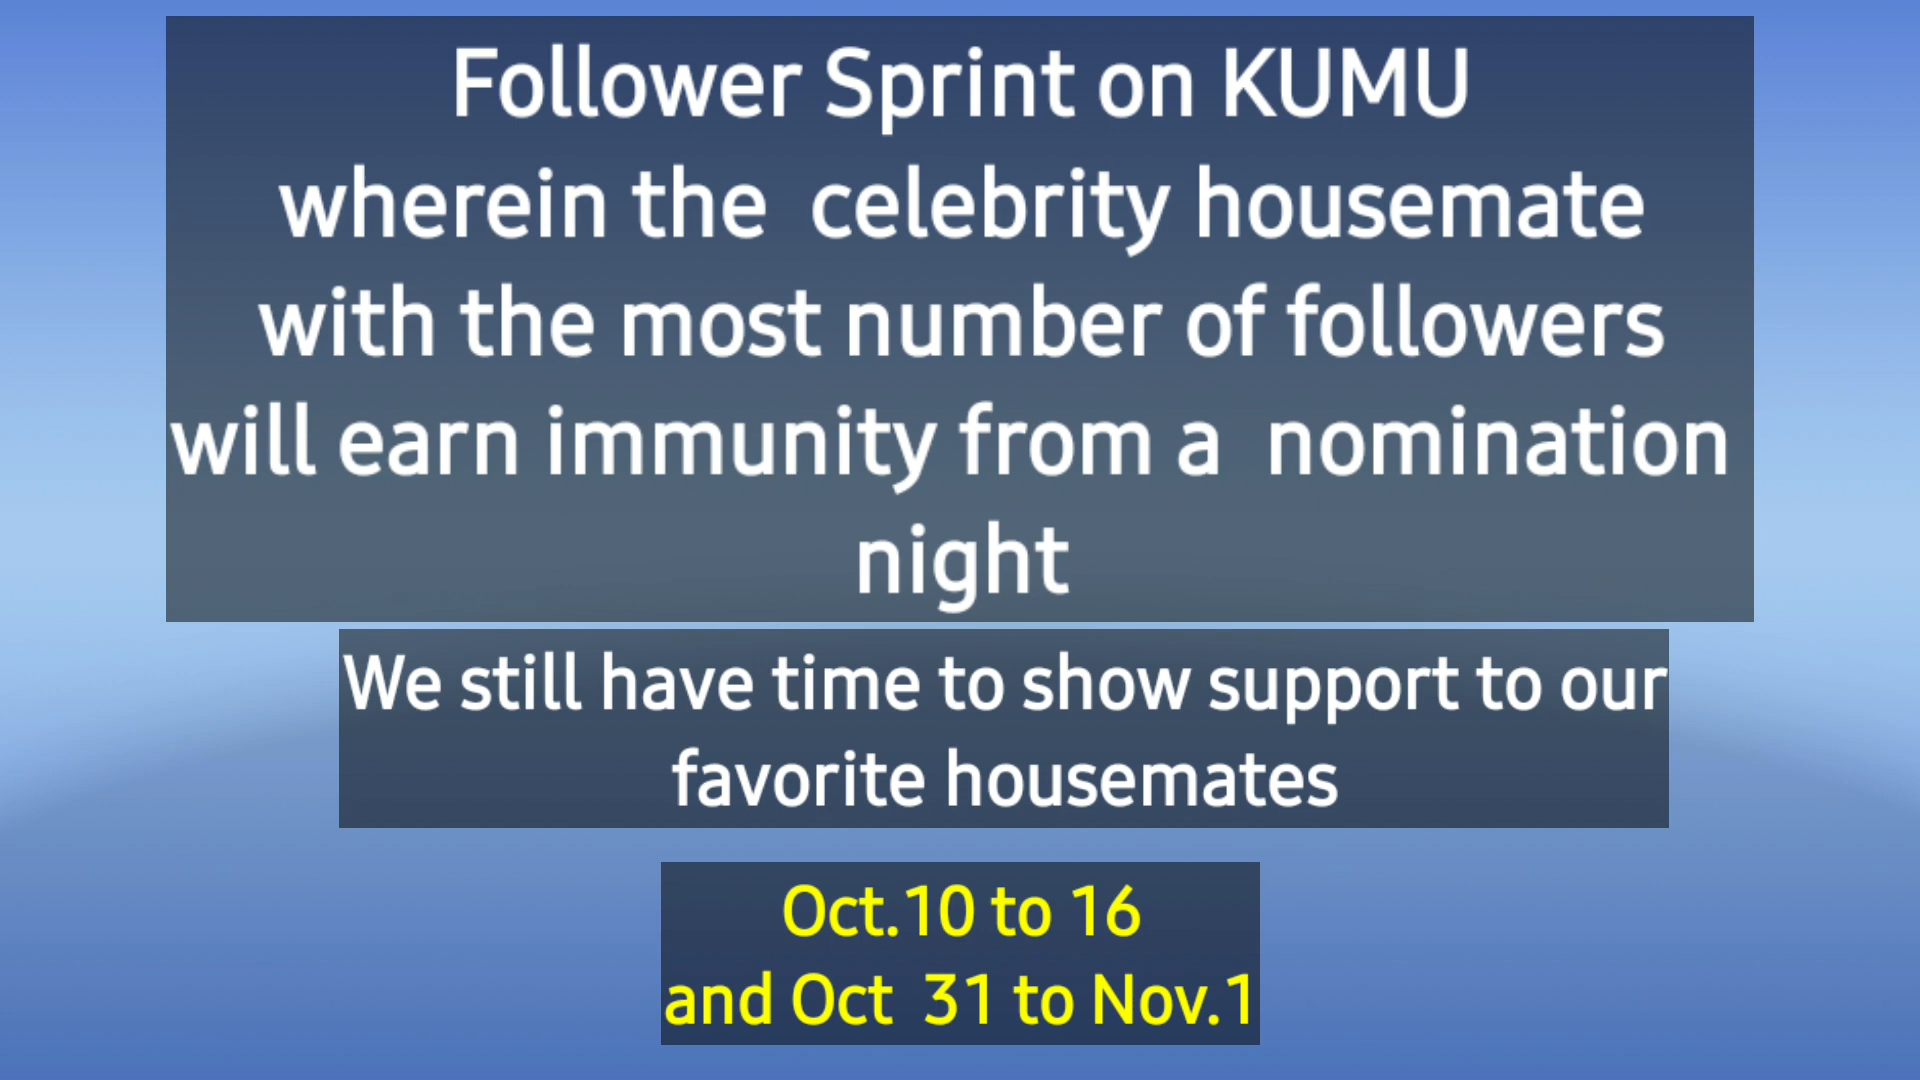 Follower Sprint on KUMU
wherein the  celebrity housemate
with the most number of followers
will earn immunity from a  nomination
night
We still have time to show support to our
favorite housemates
Oct.10 to 16
and Oct  31 to Nov.1